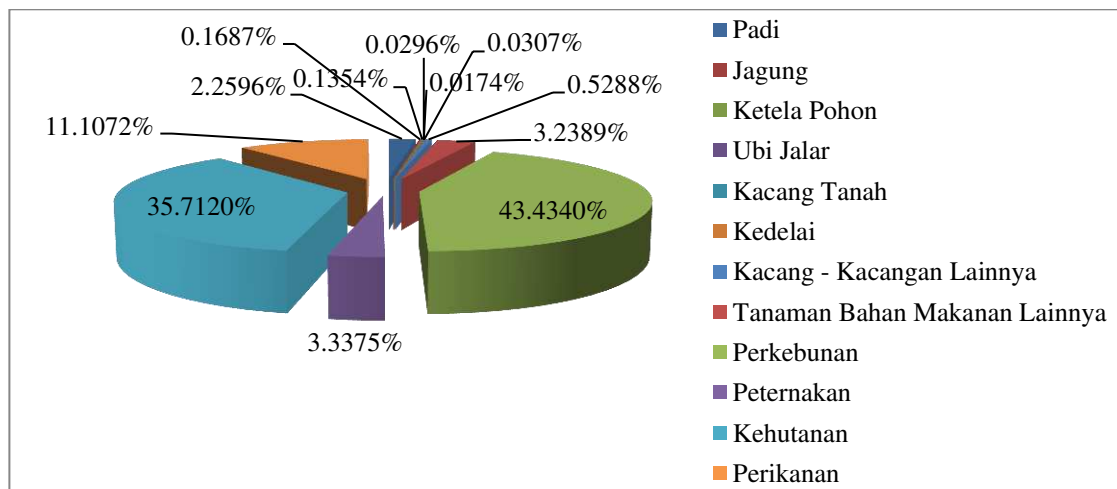 0.1687%
0.0296%
0.0307%
2.2596%
0.1354%
0.0174%
0.5288%
11.1072%
3.2389%
35.7120%
43.4340%
3.3375%
Padi
Jagung
Ketela Pohon
Ubi Jalar
Kacang Tanah
Kedelai
Kacang - Kacangan Lainnya
Tanaman Bahan Makanan Lainnya
Perkebunan
Peternakan
Kehutanan
Perikanan